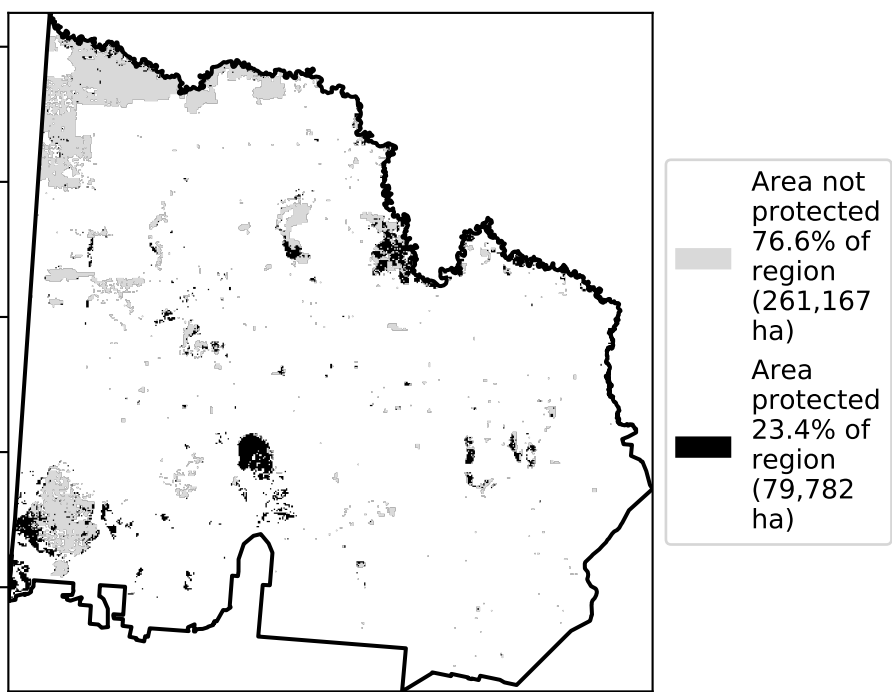 Area not
protected
76.6% of
region
(261,167
ha)
Area
protected
23.4% of
region
(79,782
ha)